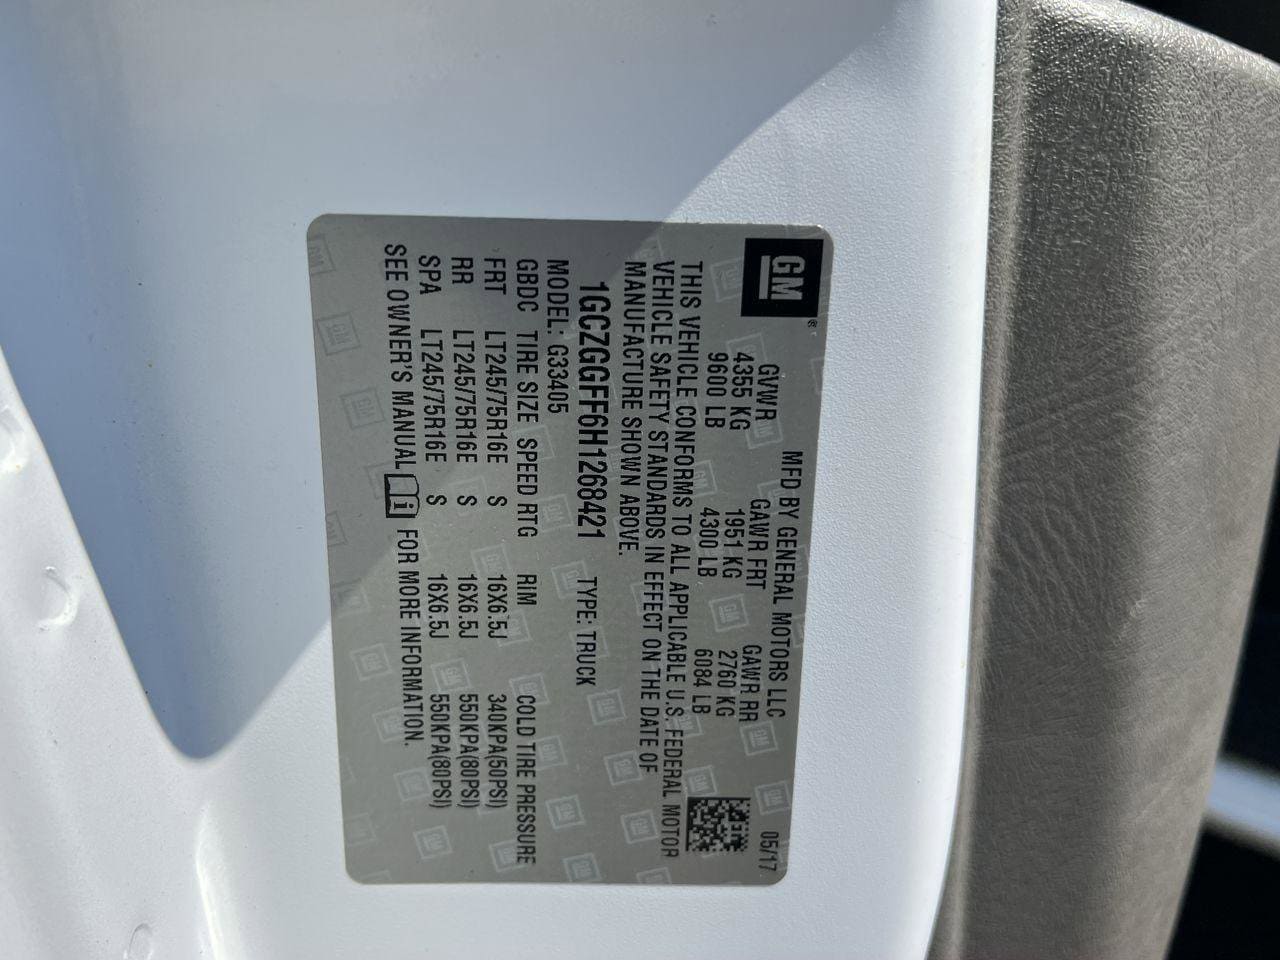 GM
®
MFD BY GENERAL MOTORS LLC 05/17
GVWR GAWR FRT GAWR RR
4355 KG 1951 KG 2760 KG
9600 LB 4300 LB 6084 LB
THIS VEHICLE CONFORMS TO ALL APPLICABLE U.S. FEDERAL MOTOR
VEHICLE SAFETY STANDARDS IN EFFECT ON THE DATE OF
MANUFACTURE SHOWN ABOVE.
1GCZGGFF6H1268421 TYPE: TRUCK
MODEL: G33405
GBDC TIRE SIZE SPEED RTG RIM COLD TIRE PRESSURE
FRT LT245/75R16E S 16X6.5J 340KPA(50PSI)
RR LT245/75R16E S 16X6.5J 550KPA(80PSI)
SPA LT245/75R16E S 16X6.5J 550KPA(80PSI)
SEE OWNER'S MANUAL i FOR MORE INFORMATION.